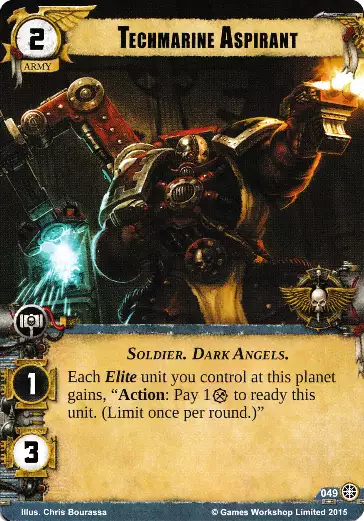 2
ARMY
TECHMARINE ASPIRANT
SOLDIER. DARK ANGELS.
1
Each Elite unit you control at this planet
gains, “Action: Pay 1 to ready this
unit. (Limit once per round.)”
3
049
Illus. Chris Bourassa
© Games Workshop Limited 2015